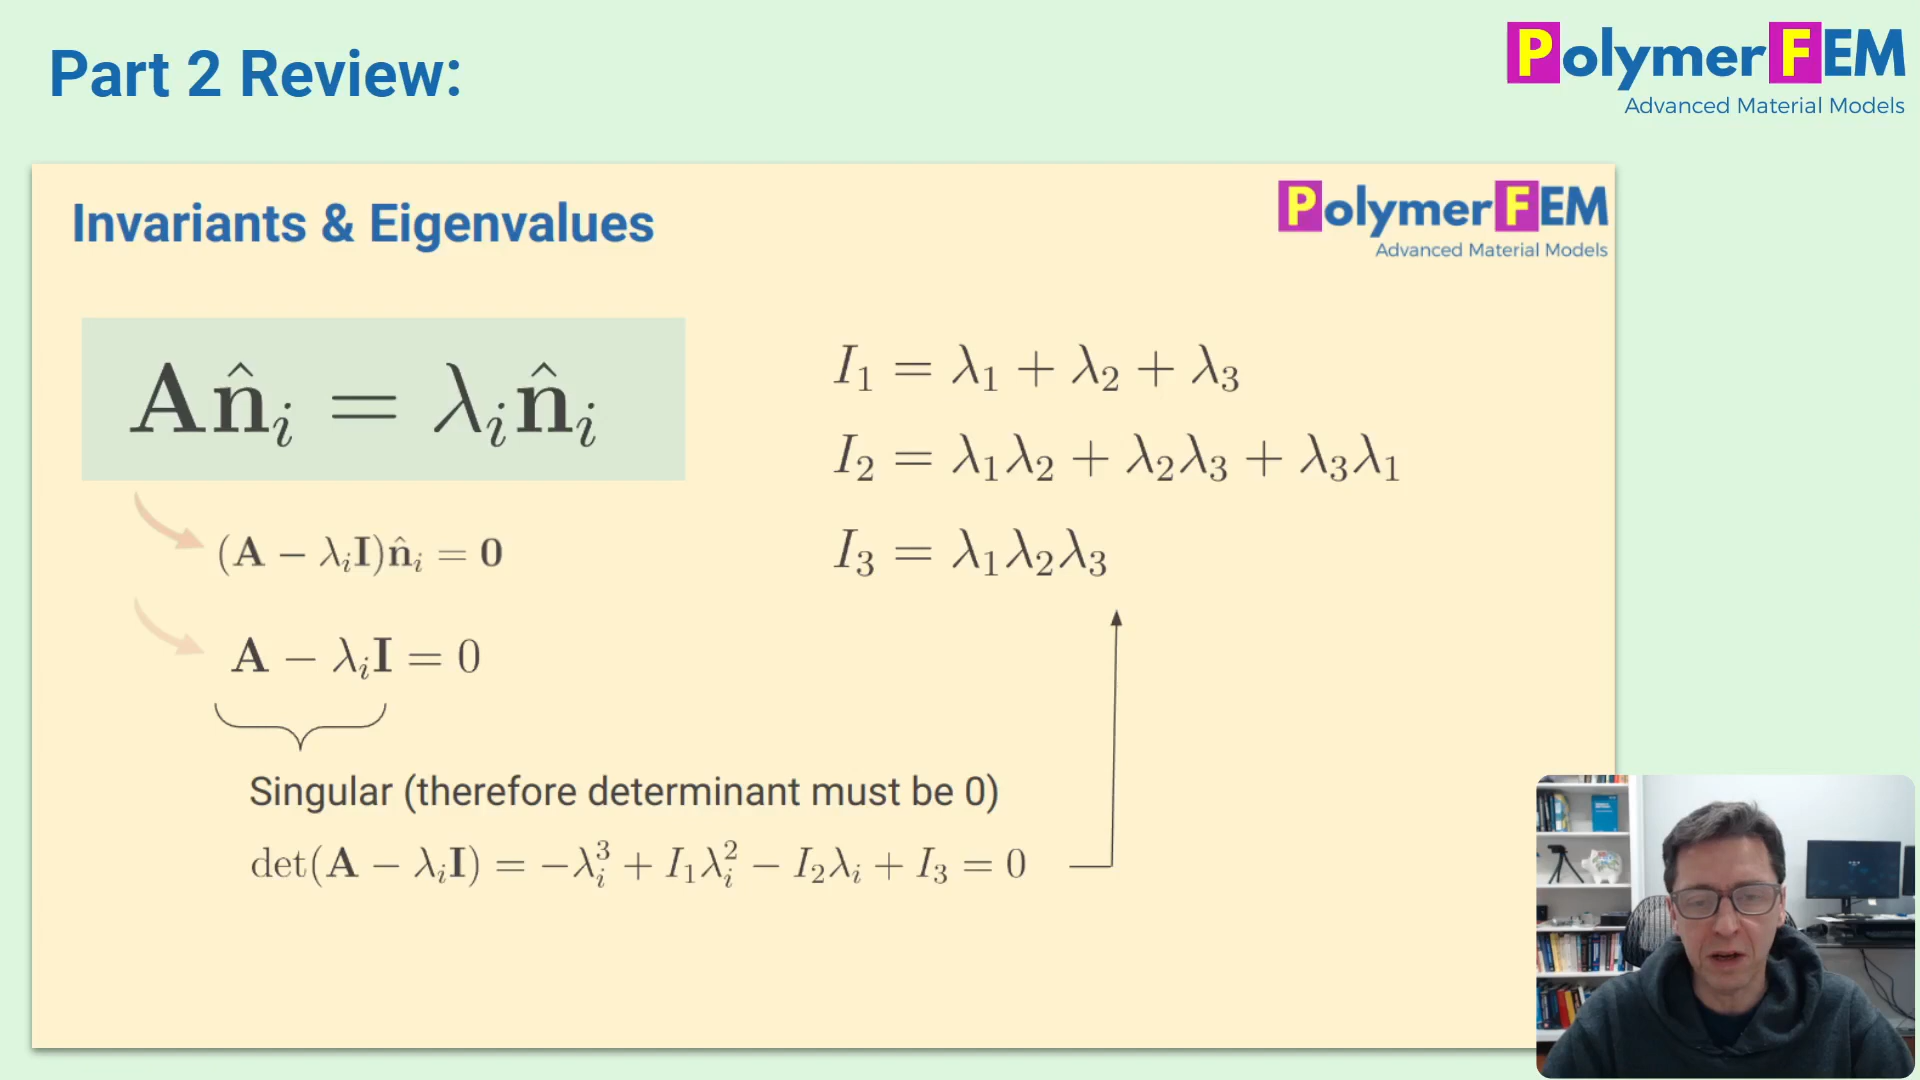 Part 2 Review:
PolymerFEM
Advanced Material Models
Invariants & Eigenvalues
PolymerFEM
Advanced Material Models
𝐀n̂ᵢ = λᵢn̂ᵢ
(𝐀 − λᵢ𝐈)n̂ᵢ = 𝟎
𝐀 − λᵢ𝐈 = 0
Singular (therefore determinant must be 0)
det(𝐀 − λᵢ𝐈) = −λᵢ³ + I₁λᵢ² − I₂λᵢ + I₃ = 0
I₁ = λ₁ + λ₂ + λ₃
I₂ = λ₁λ₂ + λ₂λ₃ + λ₃λ₁
I₃ = λ₁λ₂λ₃